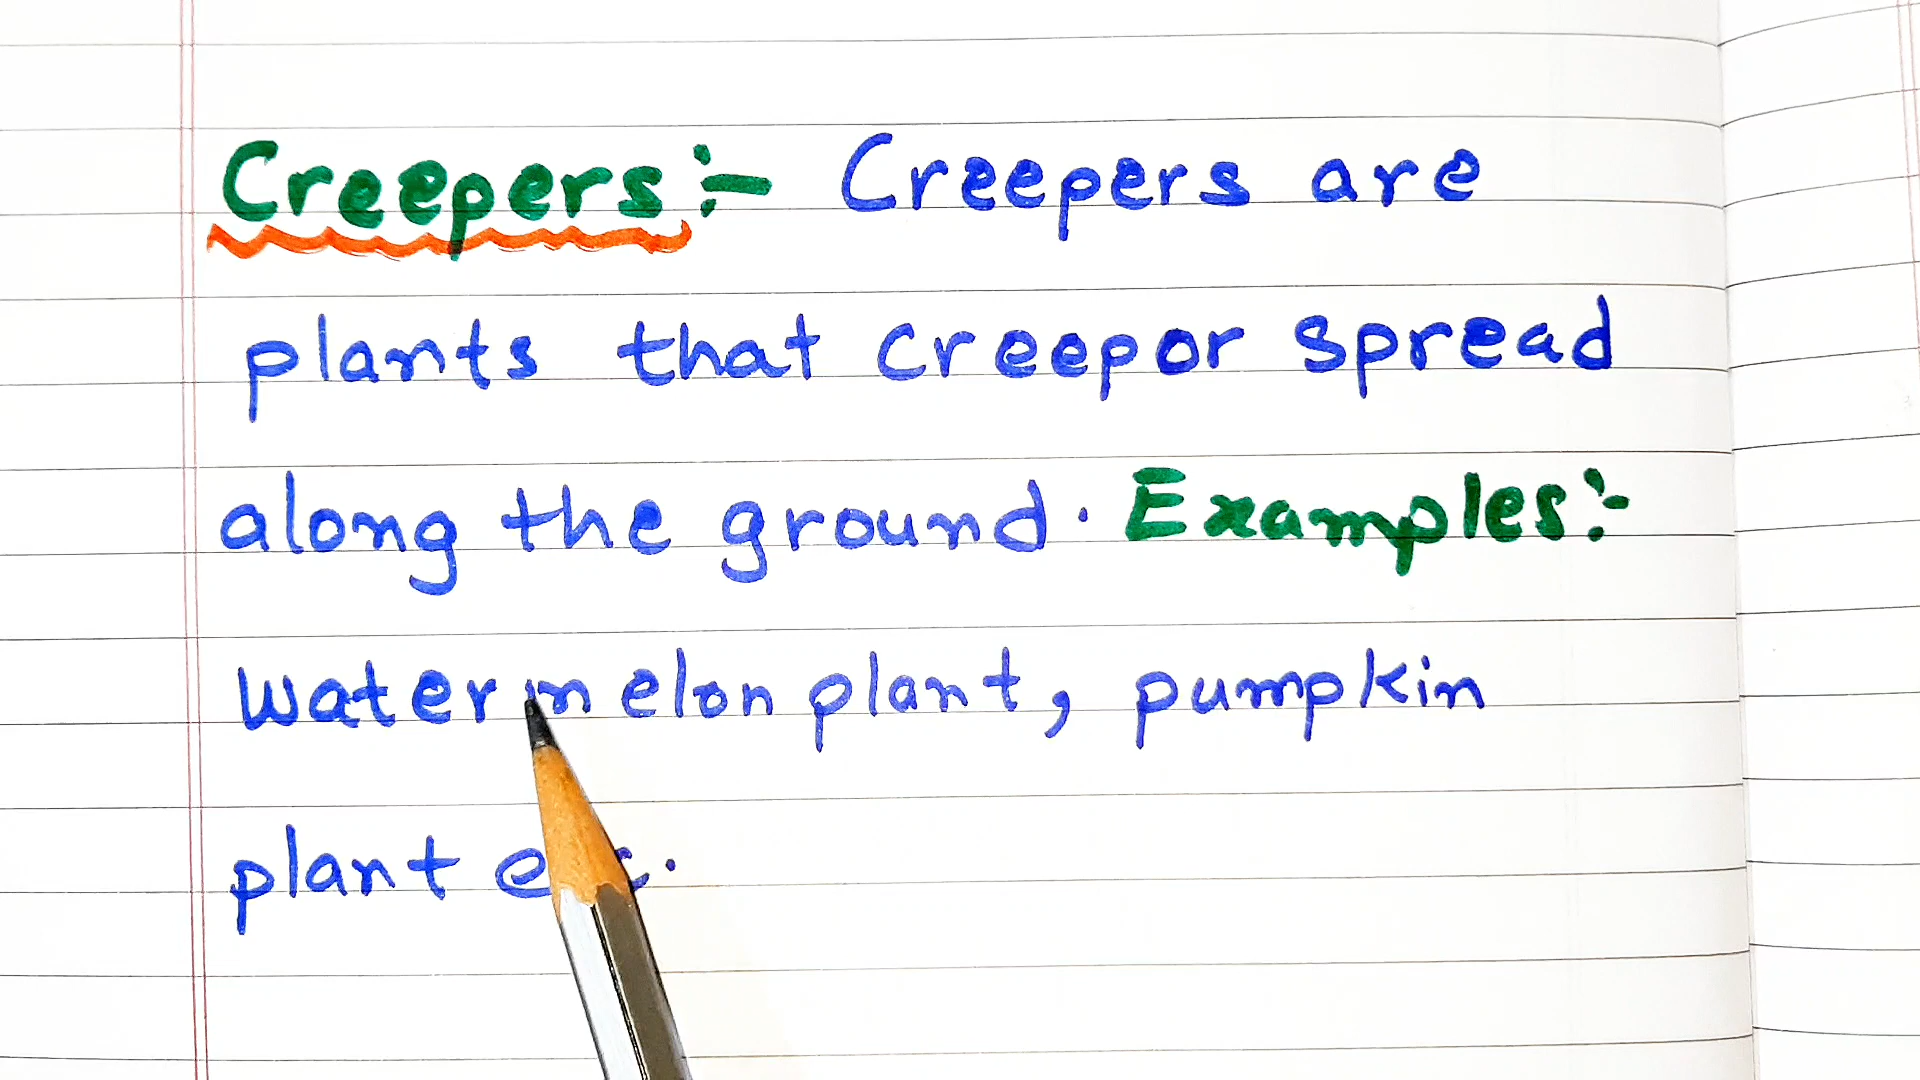 Creepers:- Creepers are
plants that creepor spread
along the ground. Examples:-
watermelon plant, pumpkin
plant